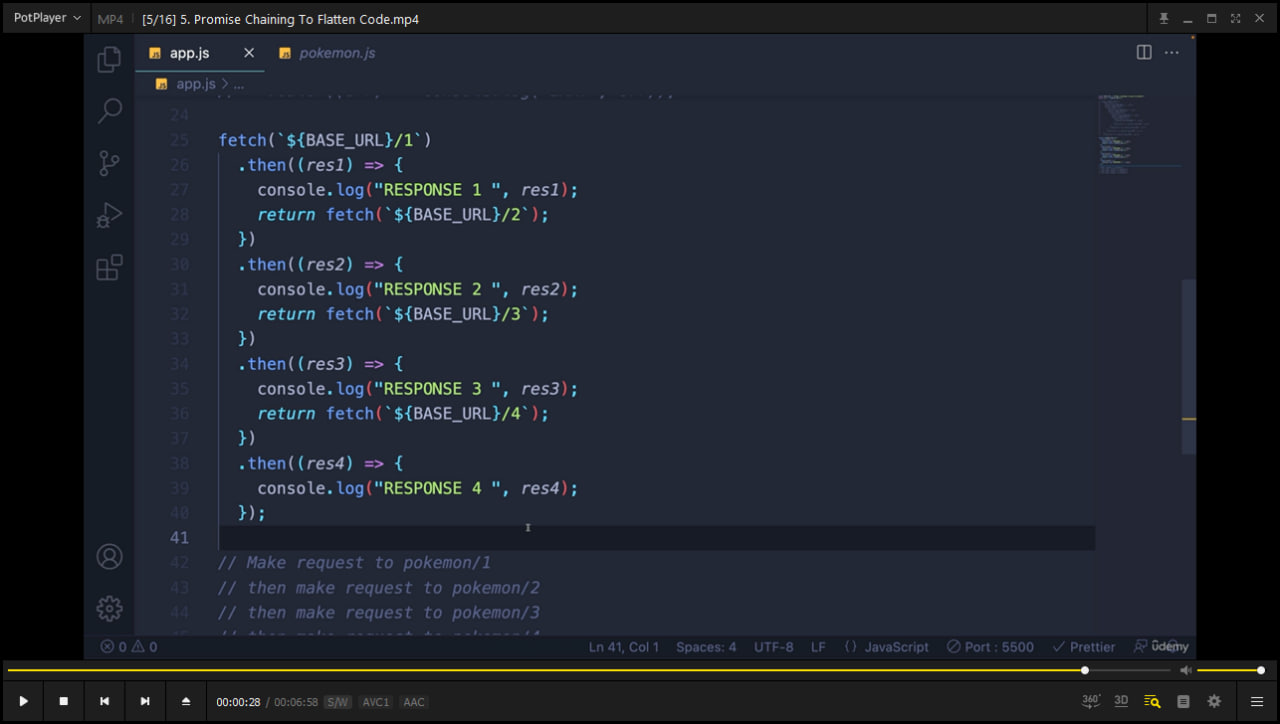 PotPlayer MP4 [5/16] 5. Promise Chaining To Flatten Code.mp4
JS app.js JS pokemon.js
JS app.js > ...
24
25 fetch(`${BASE_URL}/1`)
26 .then((res1) => {
27 console.log("RESPONSE 1 ", res1);
28 return fetch(`${BASE_URL}/2`);
29 })
30 .then((res2) => {
31 console.log("RESPONSE 2 ", res2);
32 return fetch(`${BASE_URL}/3`);
33 })
34 .then((res3) => {
35 console.log("RESPONSE 3 ", res3);
36 return fetch(`${BASE_URL}/4`);
37 })
38 .then((res4) => {
39 console.log("RESPONSE 4 ", res4);
40 });
41
42 // Make request to pokemon/1
43 // then make request to pokemon/2
44 // then make request to pokemon/3
0 0 Ln 41, Col 1 Spaces: 4 UTF-8 LF {} JavaScript Port : 5500 Prettier ûdemy
00:00:28 / 00:06:58 S/W AVC1 AAC 360° 3D